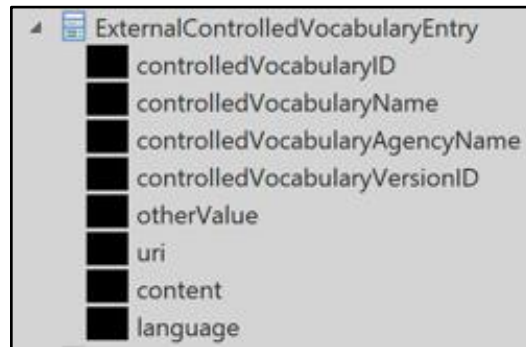 ExternalControlledVocabularyEntry
controlledVocabularyID
controlledVocabularyName
controlledVocabularyAgencyName
controlledVocabularyVersionID
otherValue
uri
content
language